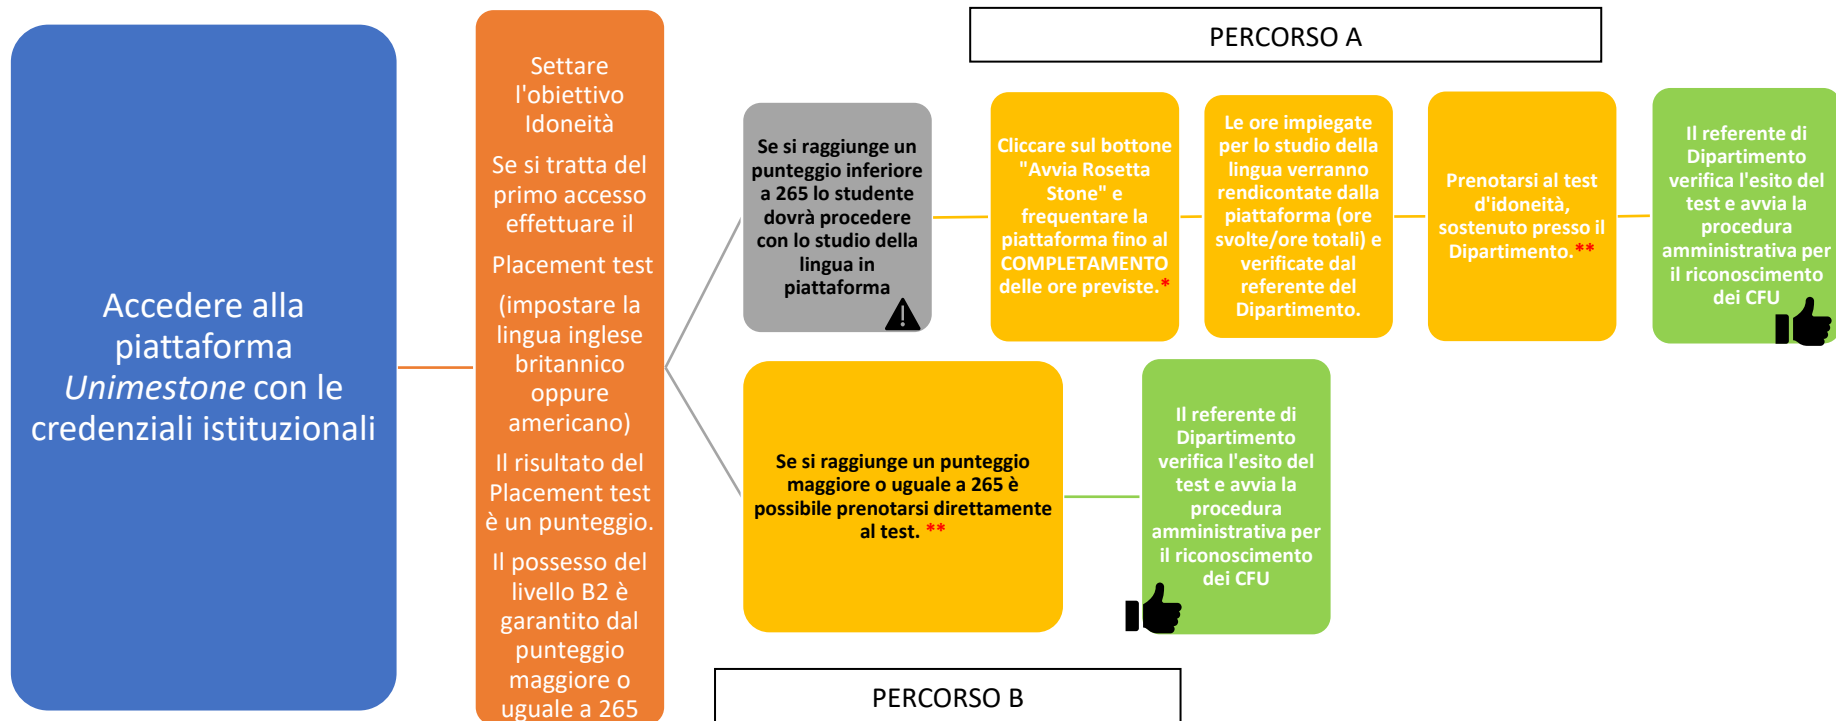 Accedere alla
piattaforma
Unimestone con le
credenziali istituzionali
Settare
l'obiettivo
Idoneità
Se si tratta del
primo accesso
effettuare il
Placement test
(impostare la
lingua inglese
britannico
oppure
americano)
Il risultato del
Placement test
è un punteggio.
Il possesso del
livello B2 è
garantito dal
punteggio
maggiore o
uguale a 265
PERCORSO A
Se si raggiunge un
punteggio inferiore
a 265 lo studente
dovrà procedere
con lo studio della
lingua in
piattaforma
Cliccare sul bottone
"Avvia Rosetta
Stone" e
frequentare la
piattaforma fino al
COMPLETAMENTO
delle ore previste.*
Le ore impiegate
per lo studio della
lingua verranno
rendicontate dalla
piattaforma (ore
svolte/ore totali) e
verificate dal
referente del
Dipartimento.
Prenotarsi al test
d'idoneità,
sostenuto presso il
Dipartimento.**
Il referente di
Dipartimento
verifica l'esito del
test e avvia la
procedura
amministrativa per
il riconoscimento
dei CFU
Se si raggiunge un punteggio
maggiore o uguale a 265 è
possibile prenotarsi direttamente
al test. **
Il referente di
Dipartimento
verifica l'esito del
test e avvia la
procedura
amministrativa per
il riconoscimento
dei CFU
PERCORSO B